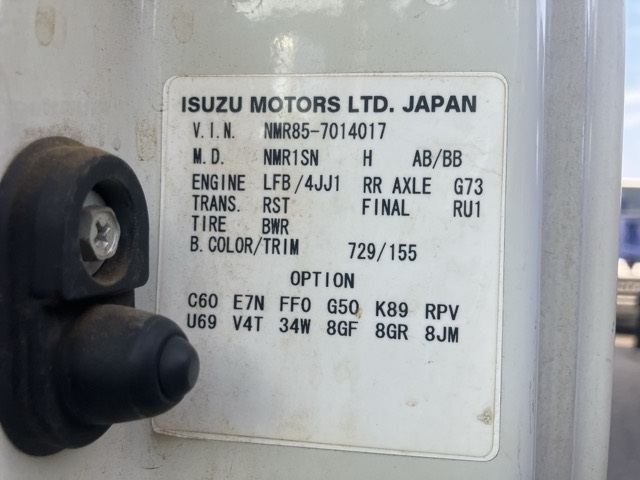 ISUZU MOTORS LTD. JAPAN
V.I.N. NMR85-7014017
M.D. NMR1SN H AB/BB
ENGINE LFB/4JJ1 RR AXLE G73
TRANS. RST FINAL RU1
TIRE BWR
B.COLOR/TRIM 729/155
OPTION
C60 E7N FF0 G50 K89 RPV
U69 V4T 34W 8GF 8GR 8JM